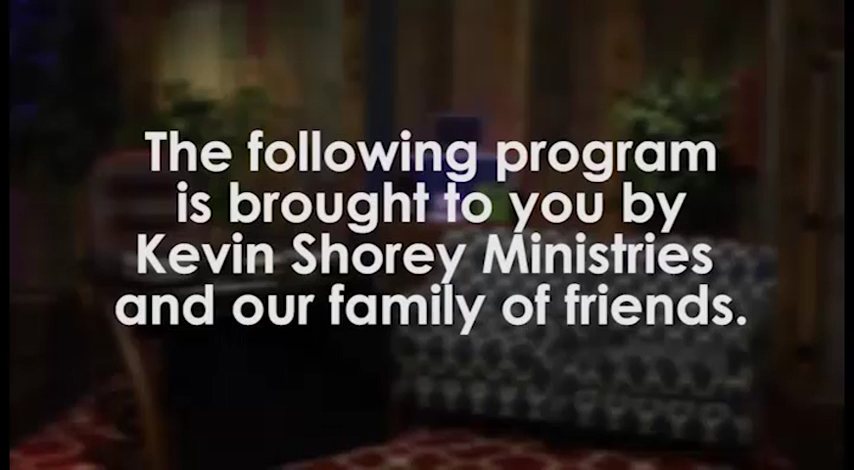 The following program
is brought to you by
Kevin Shorey Ministries
and our family of friends.